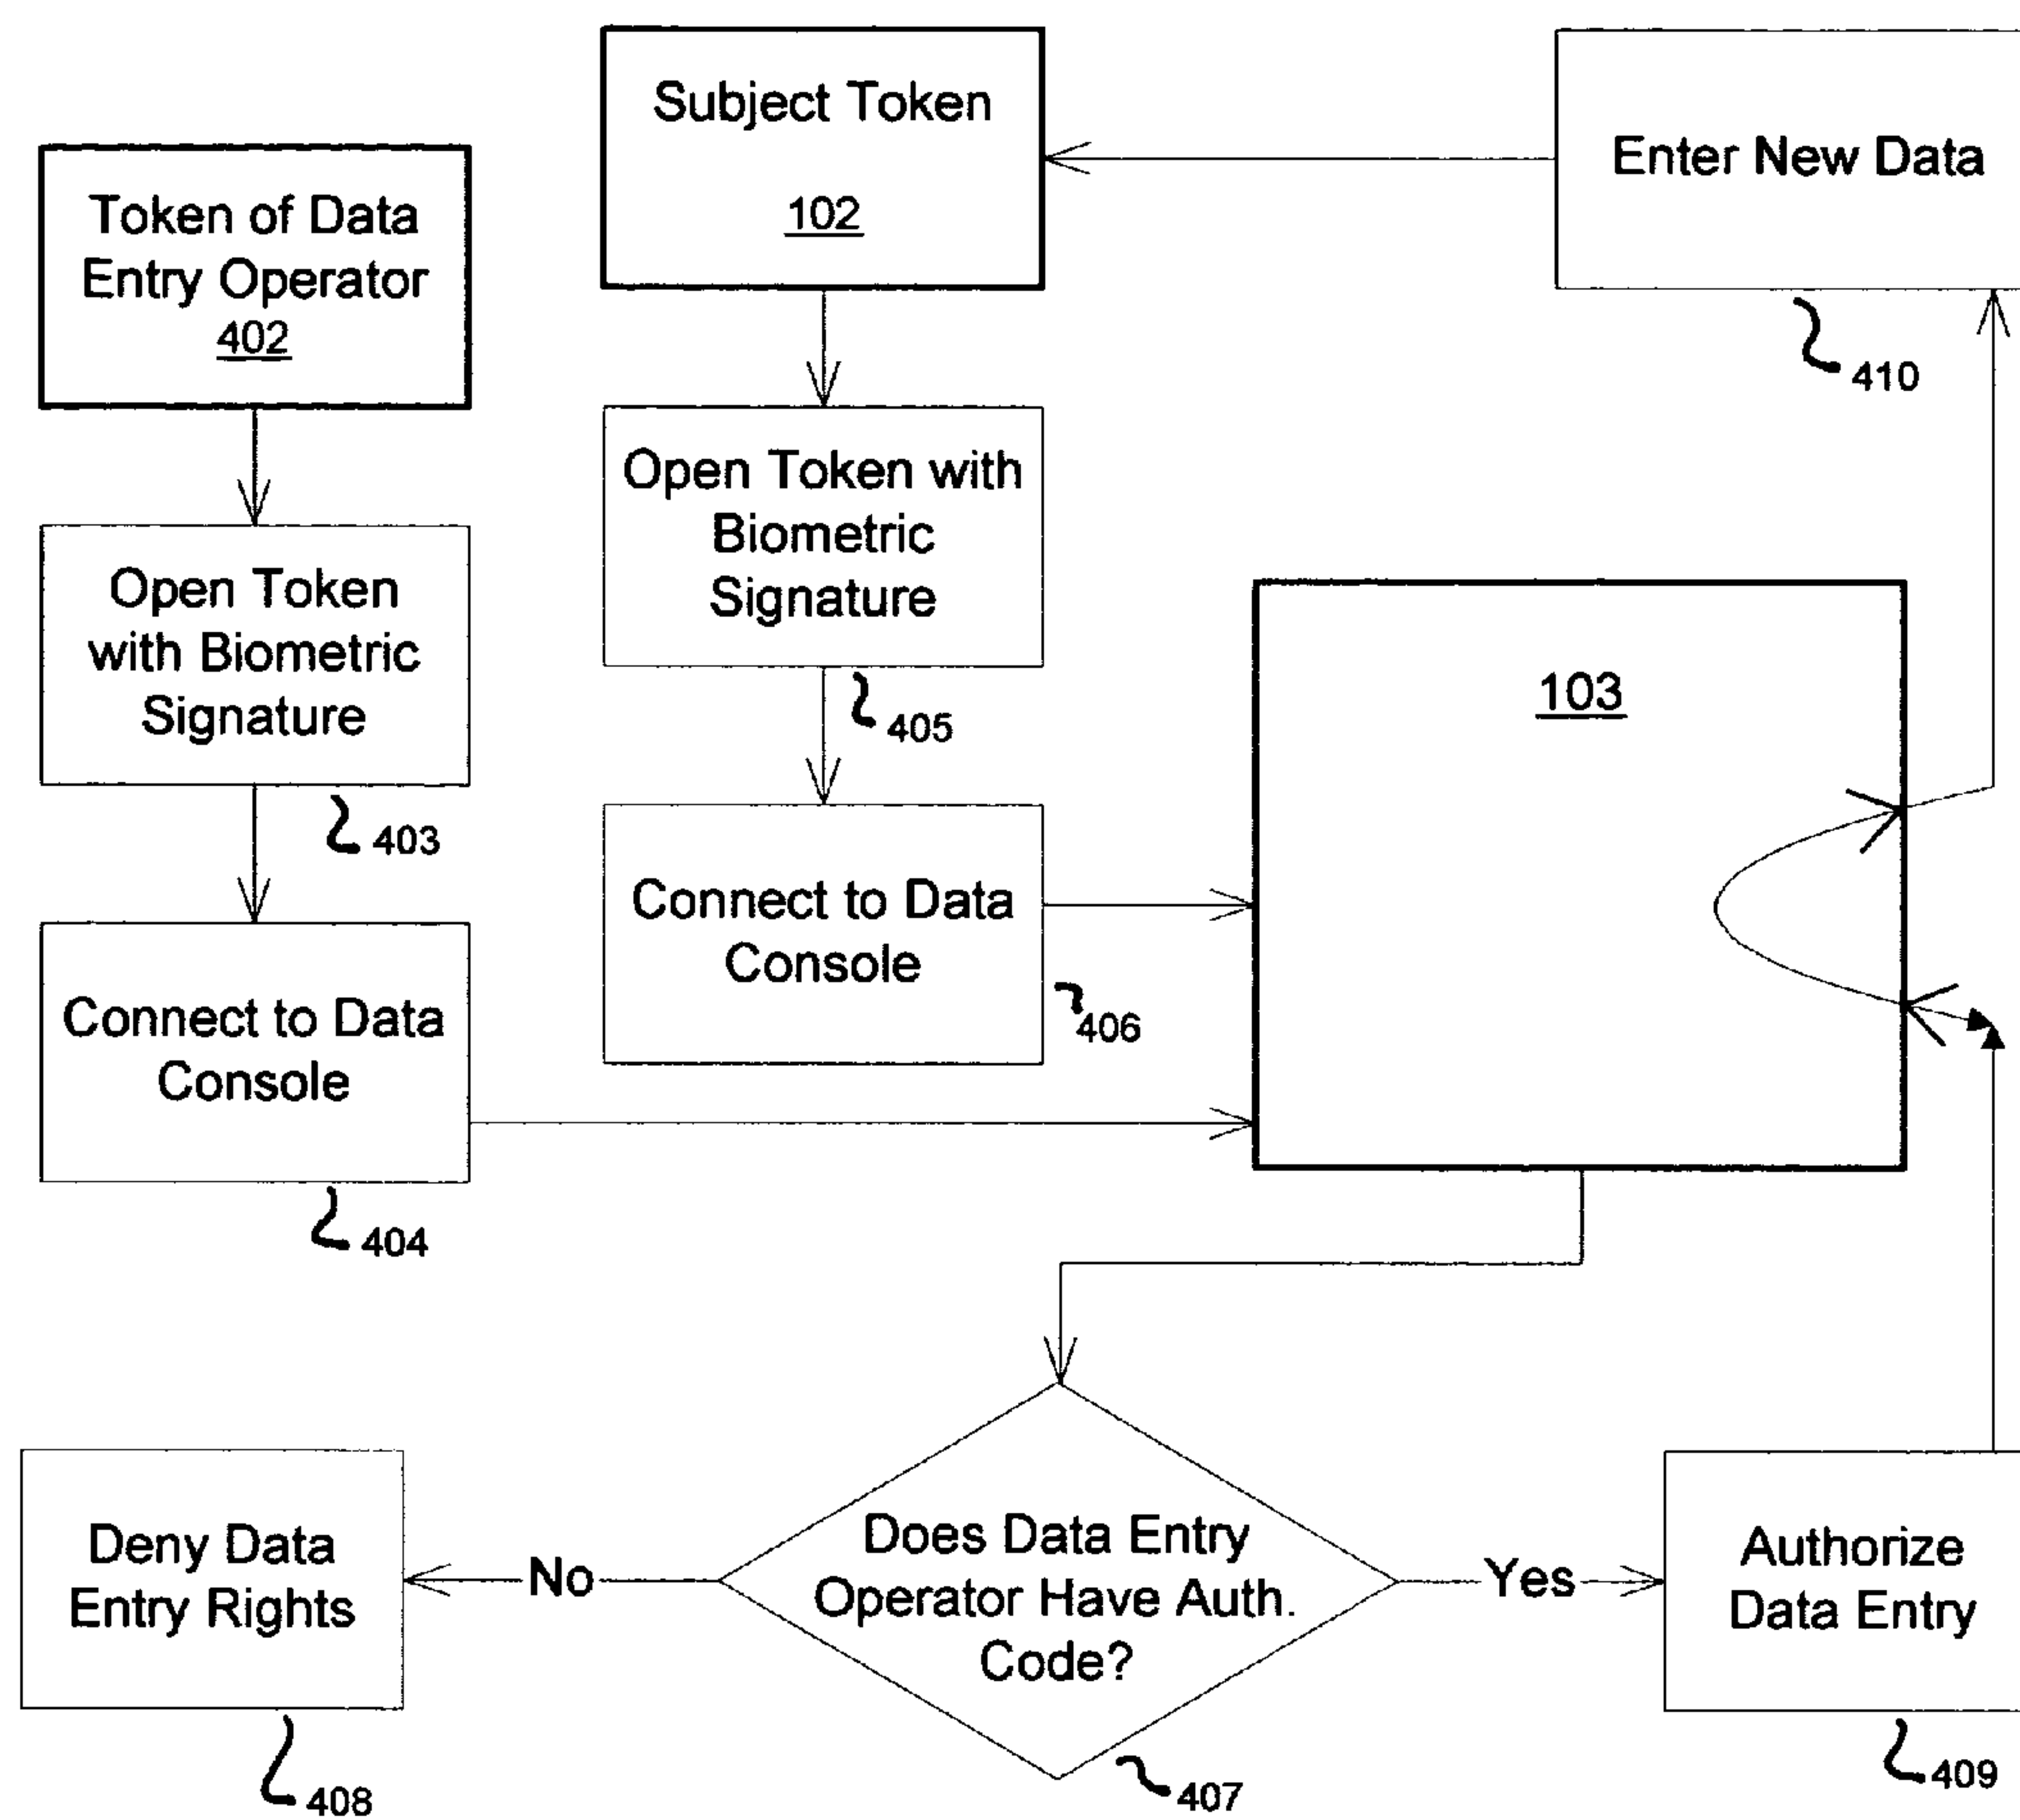 Subject Token
102
Enter New Data
410
Token of Data
Entry Operator
402
Open Token with
Biometric
Signature
405
Open Token
with Biometric
Signature
403
103
Connect to Data
Console
406
Connect to Data
Console
404
Does Data Entry
Operator Have Auth.
Code?
407
No
Yes
Deny Data
Entry Rights
408
Authorize
Data Entry
409